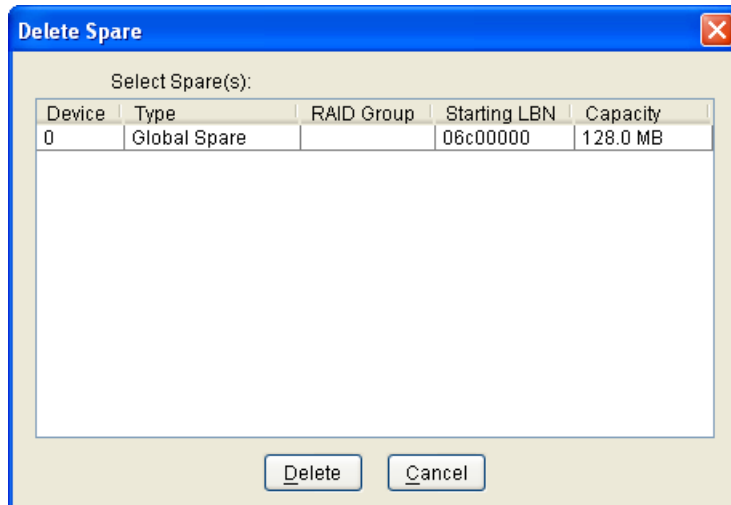 Delete Spare
Select Spare(s):
Device Type RAID Group Starting LBN Capacity
0 Global Spare 06c00000 128.0 MB
Delete Cancel